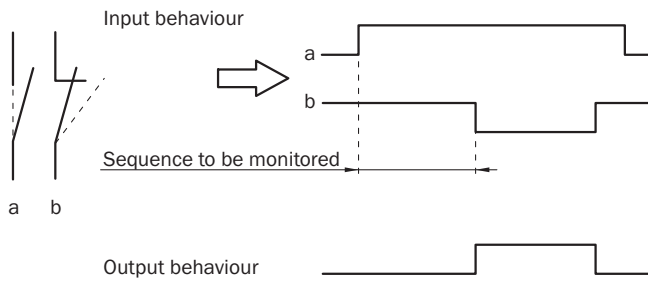 Input behaviour
a
b
Sequence to be monitored
a b
Output behaviour